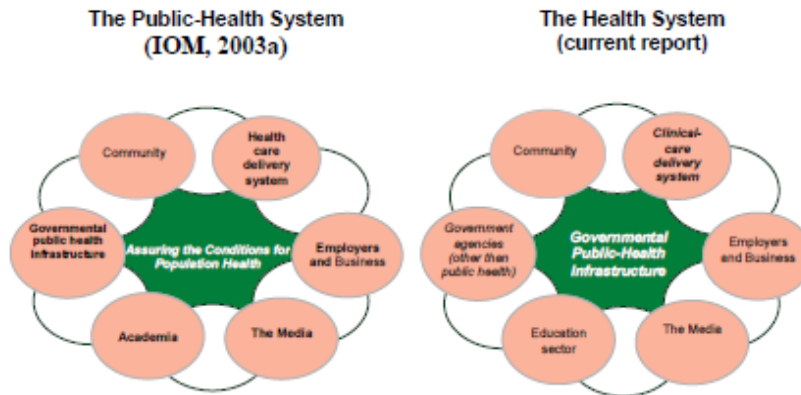 The Public-Health System
(IOM, 2003a)
Community
Health
care
delivery
system
Governmental
public health
infrastructure
Assuring the Conditions for
Population Health
Employers
and Business
Academia
The Media
The Health System
(current report)
Community
Clinical-
care
delivery
system
Government
agencies
(other than
public health)
Governmental
Public-Health
Infrastructure
Employers
and Business
Education
sector
The Media